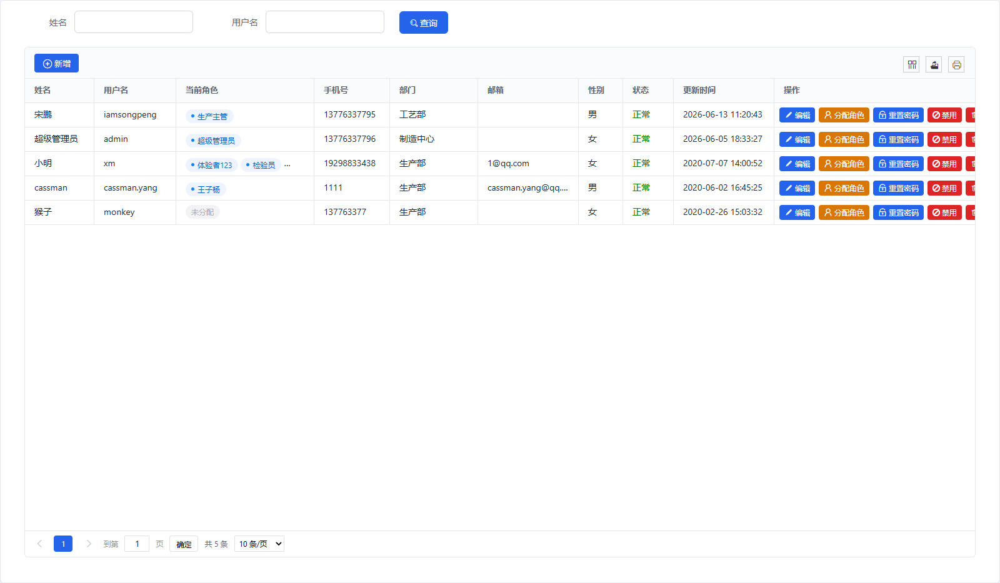 姓名 用户名 查询
新增
姓名 用户名 当前角色 手机号 部门 邮箱 性别 状态 更新时间 操作
宋鹏 iamsongpeng 生产主管 13776337795 工艺部 男 正常 2026-06-13 11:20:43 编辑 分配角色 重置密码 禁用
超级管理员 admin 超级管理员 13776337796 制造中心 女 正常 2026-06-05 18:33:27 编辑 分配角色 重置密码 禁用
小明 xm 体验者123 检验员 ... 19298833438 生产部 1@qq.com 女 正常 2020-07-07 14:00:52 编辑 分配角色 重置密码 禁用
cassman cassman.yang 王子杨 1111 生产部 cassman.yang@qq.... 男 正常 2020-06-02 16:45:25 编辑 分配角色 重置密码 禁用
猴子 monkey 未分配 137763377 生产部 女 正常 2020-02-26 15:03:32 编辑 分配角色 重置密码 禁用
1 到第 1 页 确定 共 5 条 10 条/页